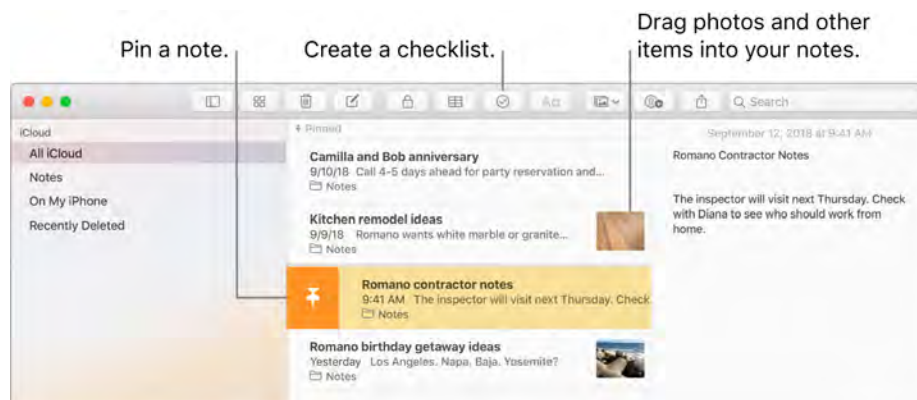 Pin a note.
Create a checklist.
Drag photos and other
items into your notes.
Aa
Search
iCloud
All iCloud
Notes
On My iPhone
Recently Deleted
Pinned
Camilla and Bob anniversary
9/10/18 Call 4-5 days ahead for party reservation and...
Notes
Kitchen remodel ideas
9/9/18 Romano wants white marble or granite...
Notes
Romano contractor notes
9:41 AM The inspector will visit next Thursday. Check
Notes
Romano birthday getaway ideas
Yesterday Los Angeles, Napa, Baja, Yosemite?
Notes
September 12, 2018 at 9:41 AM
Romano Contractor Notes
The inspector will visit next Thursday. Check
with Diana to see who should work from
home.